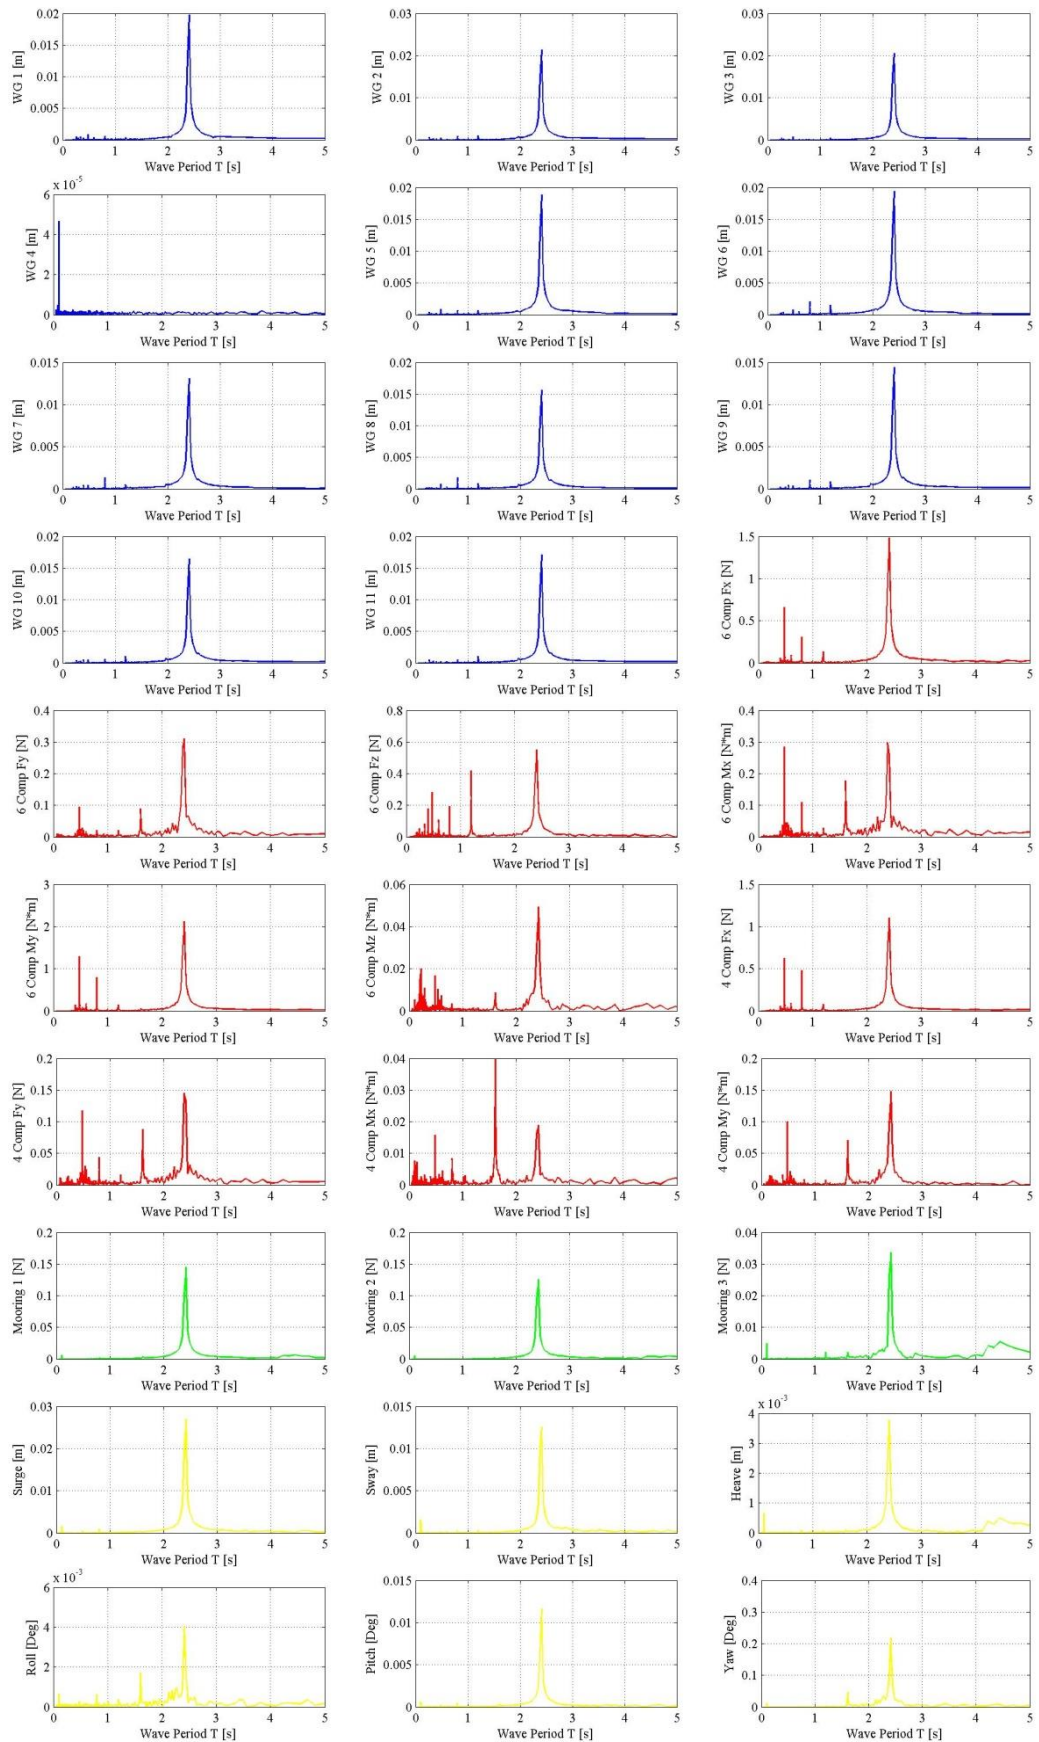 0.02 0.03 0.03
0.015
0.02 0.02
0.01
0.01 0.01
0.005
0 0 0
WG 1 [m] WG 2 [m] WG 3 [m]
0 1 2 3 4 5 0 1 2 3 4 5 0 1 2 3 4 5
Wave Period T [s] Wave Period T [s] Wave Period T [s]
x 10-5
6 0.02 0.02
4 0.015 0.015
0.01 0.01
2 0.005 0.005
0 0 0
WG 4 [m] WG 5 [m] WG 6 [m]
0 1 2 3 4 5 0 1 2 3 4 5 0 1 2 3 4 5
Wave Period T [s] Wave Period T [s] Wave Period T [s]
0.015 0.015 0.015
0.01 0.01 0.01
0.005 0.005 0.005
0 0 0
WG 7 [m] WG 8 [m] WG 9 [m]
0 1 2 3 4 5 0 1 2 3 4 5 0 1 2 3 4 5
Wave Period T [s] Wave Period T [s] Wave Period T [s]
0.02 0.02 1.5
0.015 0.015
1
0.01 0.01
0.5
0.005 0.005
0 0 0
WG 10 [m] WG 11 [m] 6 Comp Fx [N]
0 1 2 3 4 5 0 1 2 3 4 5 0 1 2 3 4 5
Wave Period T [s] Wave Period T [s] Wave Period T [s]
0.4 0.8 0.4
0.3 0.6 0.3
0.2 0.4 0.2
0.1 0.2 0.1
0 0 0
6 Comp Fy [N] 6 Comp Fz [N] 6 Comp Mx [N*m]
0 1 2 3 4 5 0 1 2 3 4 5 0 1 2 3 4 5
Wave Period T [s] Wave Period T [s] Wave Period T [s]
3 0.06 1.5
2 0.04 1
1 0.02 0.5
0 0 0
6 Comp My [N*m] 6 Comp Mz [N*m] 4 Comp Fx [N]
0 1 2 3 4 5 0 1 2 3 4 5 0 1 2 3 4 5
Wave Period T [s] Wave Period T [s] Wave Period T [s]
0.2 0.04 0.2
0.15 0.03 0.15
0.1 0.02 0.1
0.05 0.01 0.05
0 0 0
4 Comp Fy [N] 4 Comp Mx [N*m] 4 Comp My [N*m]
0 1 2 3 4 5 0 1 2 3 4 5 0 1 2 3 4 5
Wave Period T [s] Wave Period T [s] Wave Period T [s]
0.2 0.2 0.04
0.15 0.15 0.03
0.1 0.1 0.02
0.05 0.05 0.01
0 0 0
Mooring 1 [N] Mooring 2 [N] Mooring 3 [N]
0 1 2 3 4 5 0 1 2 3 4 5 0 1 2 3 4 5
Wave Period T [s] Wave Period T [s] Wave Period T [s]
x 10-3
0.03 0.015 4
3
0.02 0.01
2
0.01 0.005
1
0 0 0
Surge [m] Sway [m] Heave [m]
0 1 2 3 4 5 0 1 2 3 4 5 0 1 2 3 4 5
Wave Period T [s] Wave Period T [s] Wave Period T [s]
x 10-3
6 0.015 0.4
0.3
4 0.01
0.2
2 0.005
0.1
0 0 0
Roll [Deg] Pitch [Deg] Yaw [Deg]
0 1 2 3 4 5 0 1 2 3 4 5 0 1 2 3 4 5
Wave Period T [s] Wave Period T [s] Wave Period T [s]